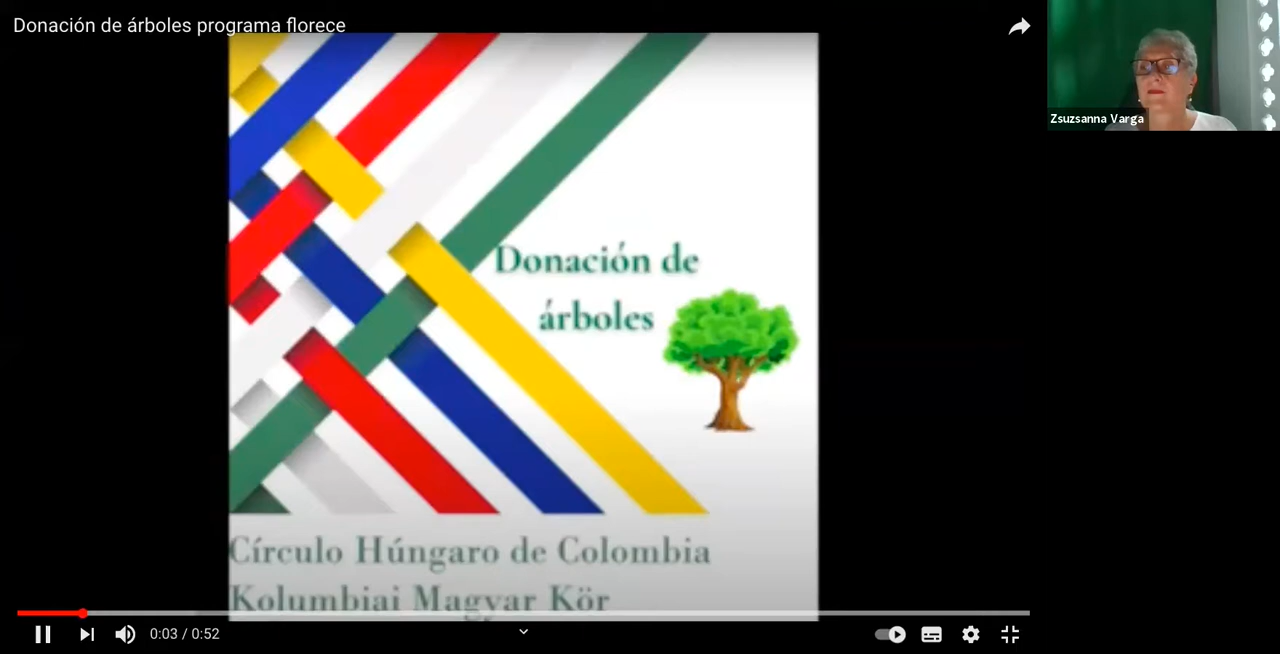 Donación de árboles programa florece
Zsuzsanna Varga
Donación de
árboles
Círculo Húngaro de Colombia
Kolumbiai Magyar Kör
0:03 / 0:52